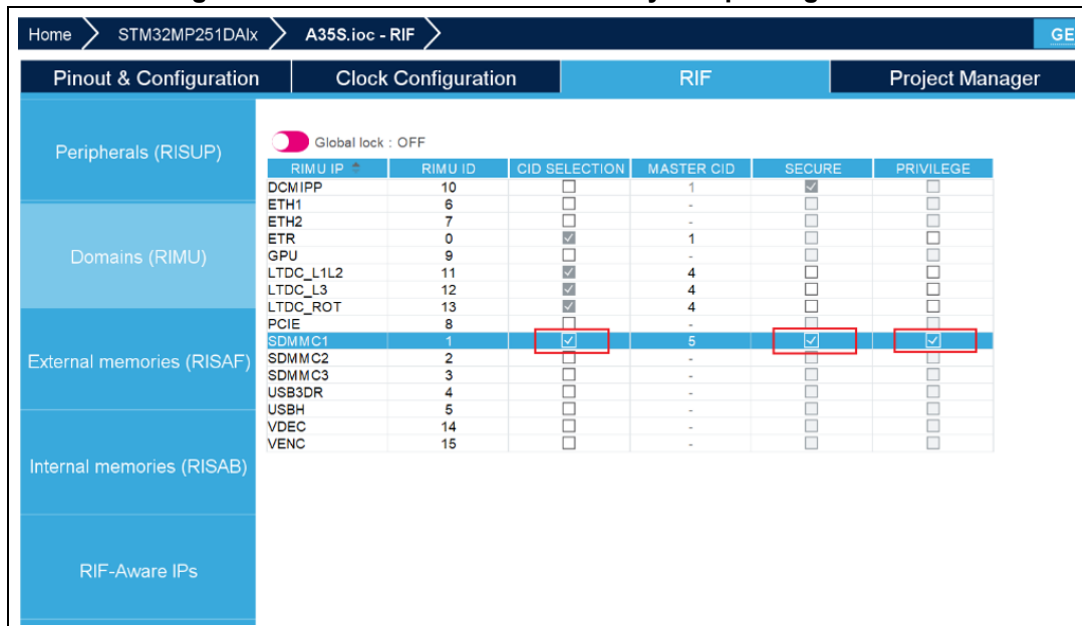 Home STM32MP251DAIx A35S.ioc - RIF GE
Pinout & Configuration Clock Configuration RIF Project Manager
Peripherals (RISUP)
Domains (RIMU)
External memories (RISAF)
Internal memories (RISAB)
RIF-Aware IPs
Global lock : OFF
RIMU IP RIMU ID CID SELECTION MASTER CID SECURE PRIVILEGE
DCMIPP 10 1
ETH1 6 -
ETH2 7 -
ETR 0 1
GPU 9 -
LTDC_L1L2 11 4
LTDC_L3 12 4
LTDC_ROT 13 4
PCIE 8 -
SDMMC1 1 5
SDMMC2 2 -
SDMMC3 3 -
USB3DR 4 -
USBH 5 -
VDEC 14 -
VENC 15 -